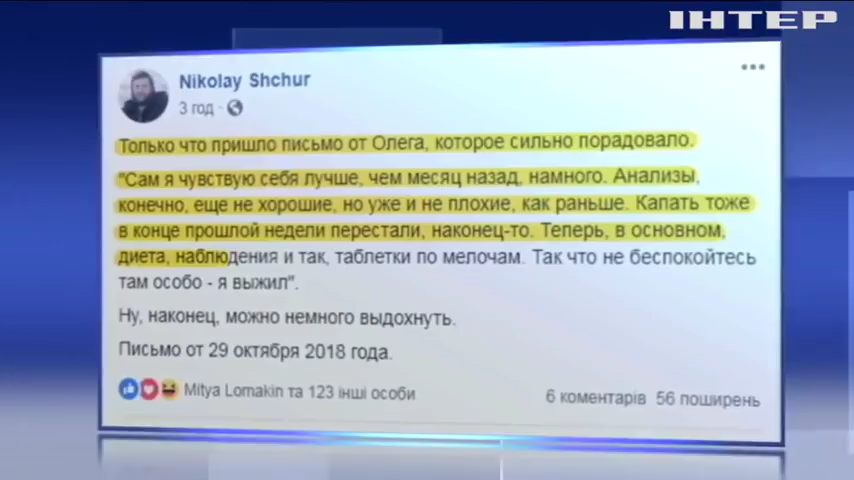 ІНТЕР
Nikolay Shchur
3 год ·
Только что пришло письмо от Олега, которое сильно порадовало.
"Сам я чувствую себя лучше, чем месяц назад, намного. Анализы,
конечно, еще не хорошие, но уже и не плохие, как раньше. Капать тоже
в конце прошлой недели перестали, наконец-то. Теперь, в основном,
диета, наблюдения и так, таблетки по мелочам. Так что не беспокойтесь
там особо - я выжил".
Ну, наконец, можно немного выдохнуть.
Письмо от 29 октября 2018 года.
Mitya Lomakin та 123 інші особи
6 коментарів 56 поширень